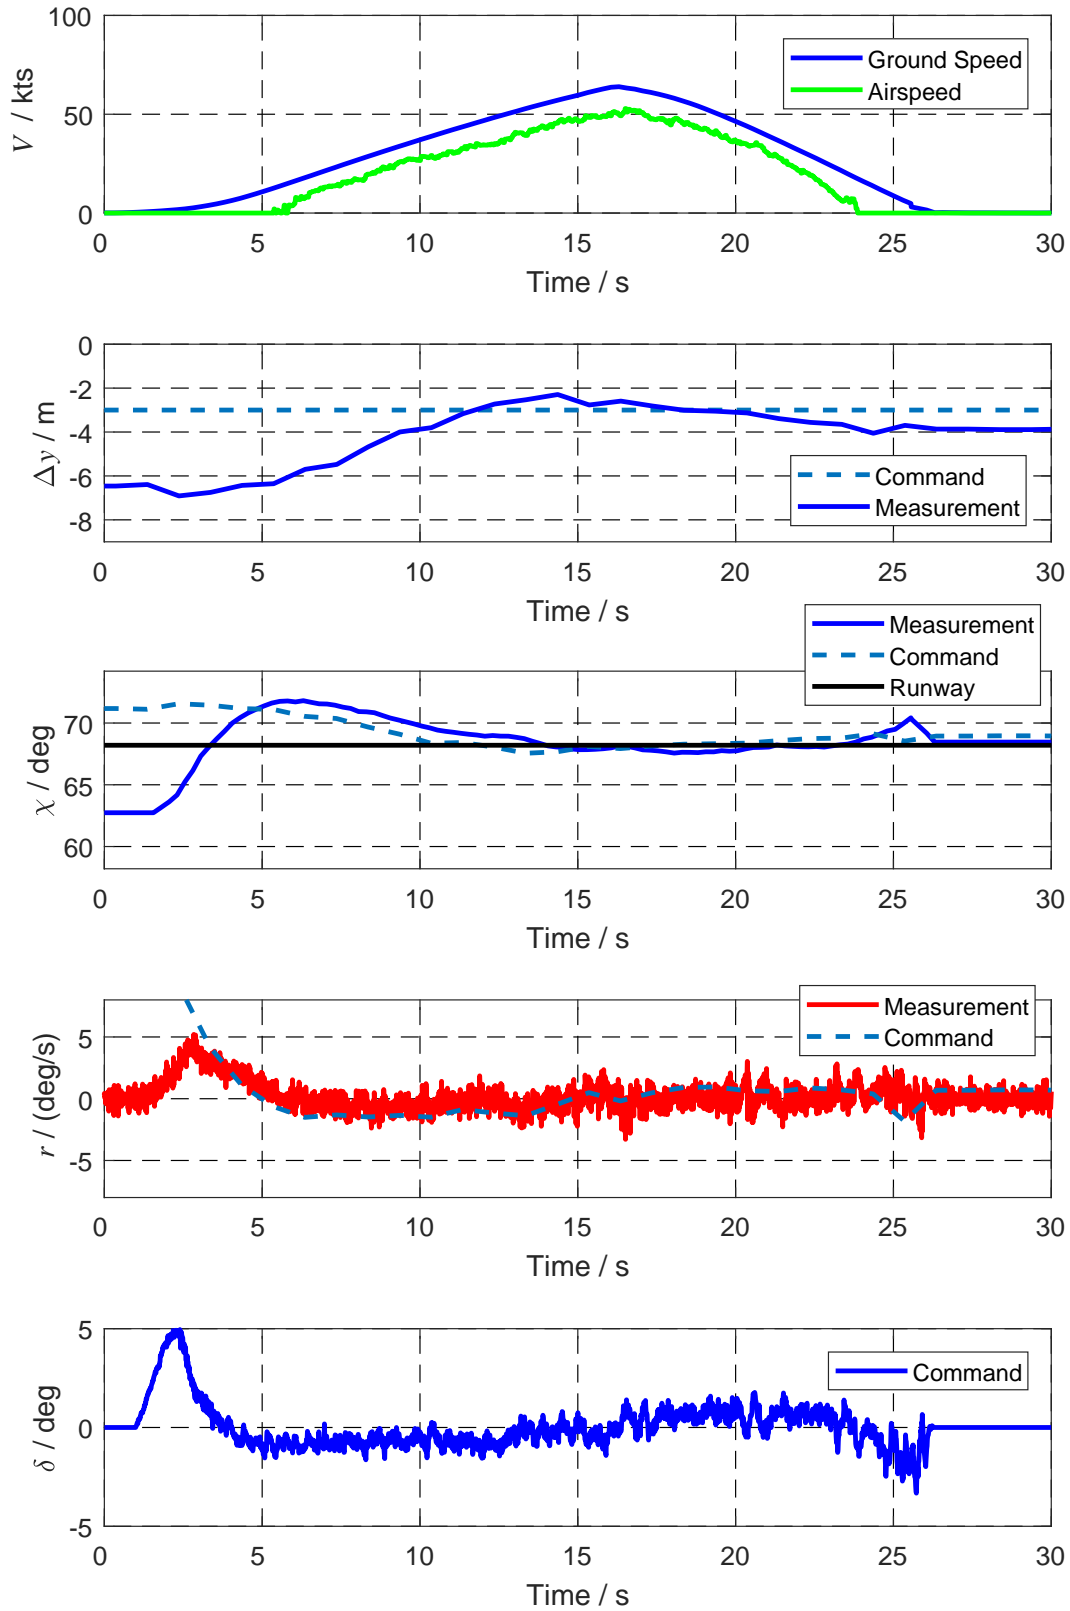 100
50
0
V / kts
Ground Speed
Airspeed
0 5 10 15 20 25 30
Time / s
0
-2
-4
-6
-8
Δy / m
Command
Measurement
0 5 10 15 20 25 30
Time / s
Measurement
Command
Runway
70
65
60
χ / deg
0 5 10 15 20 25 30
Time / s
Measurement
Command
5
0
-5
r / (deg/s)
0 5 10 15 20 25 30
Time / s
5
0
-5
δ / deg
Command
0 5 10 15 20 25 30
Time / s